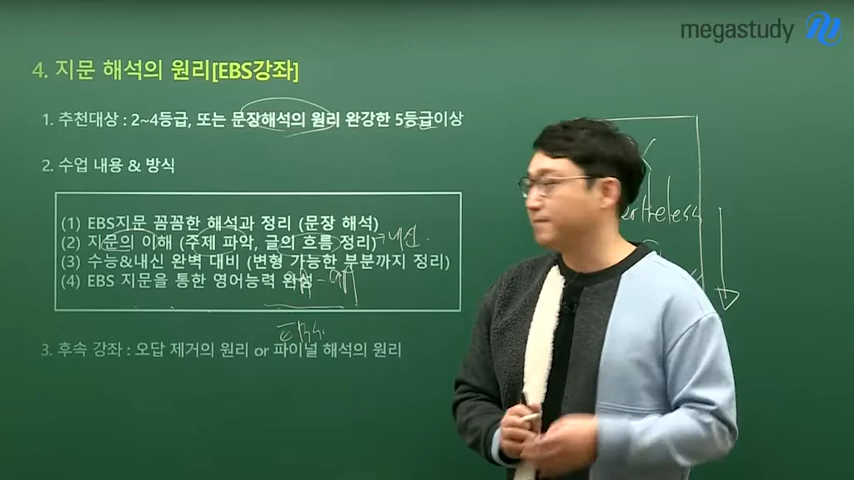 megastudy
4. 지문 해석의 원리[EBS강좌]
1. 추천대상 : 2~4등급, 또는 문장해석의 원리 완강한 5등급이상
2. 수업 내용 & 방식
(1) EBS지문 꼼꼼한 해석과 정리 (문장 해석)
(2) 지문의 이해 (주제 파악, 글의 흐름 정리) → 내신.
(3) 수능&내신 완벽 대비 (변형 가능한 부분까지 정리)
(4) EBS 지문을 통한 영어능력 완성
3. 후속 강좌 : 오답 제거의 원리 or 파이널 해석의 원리